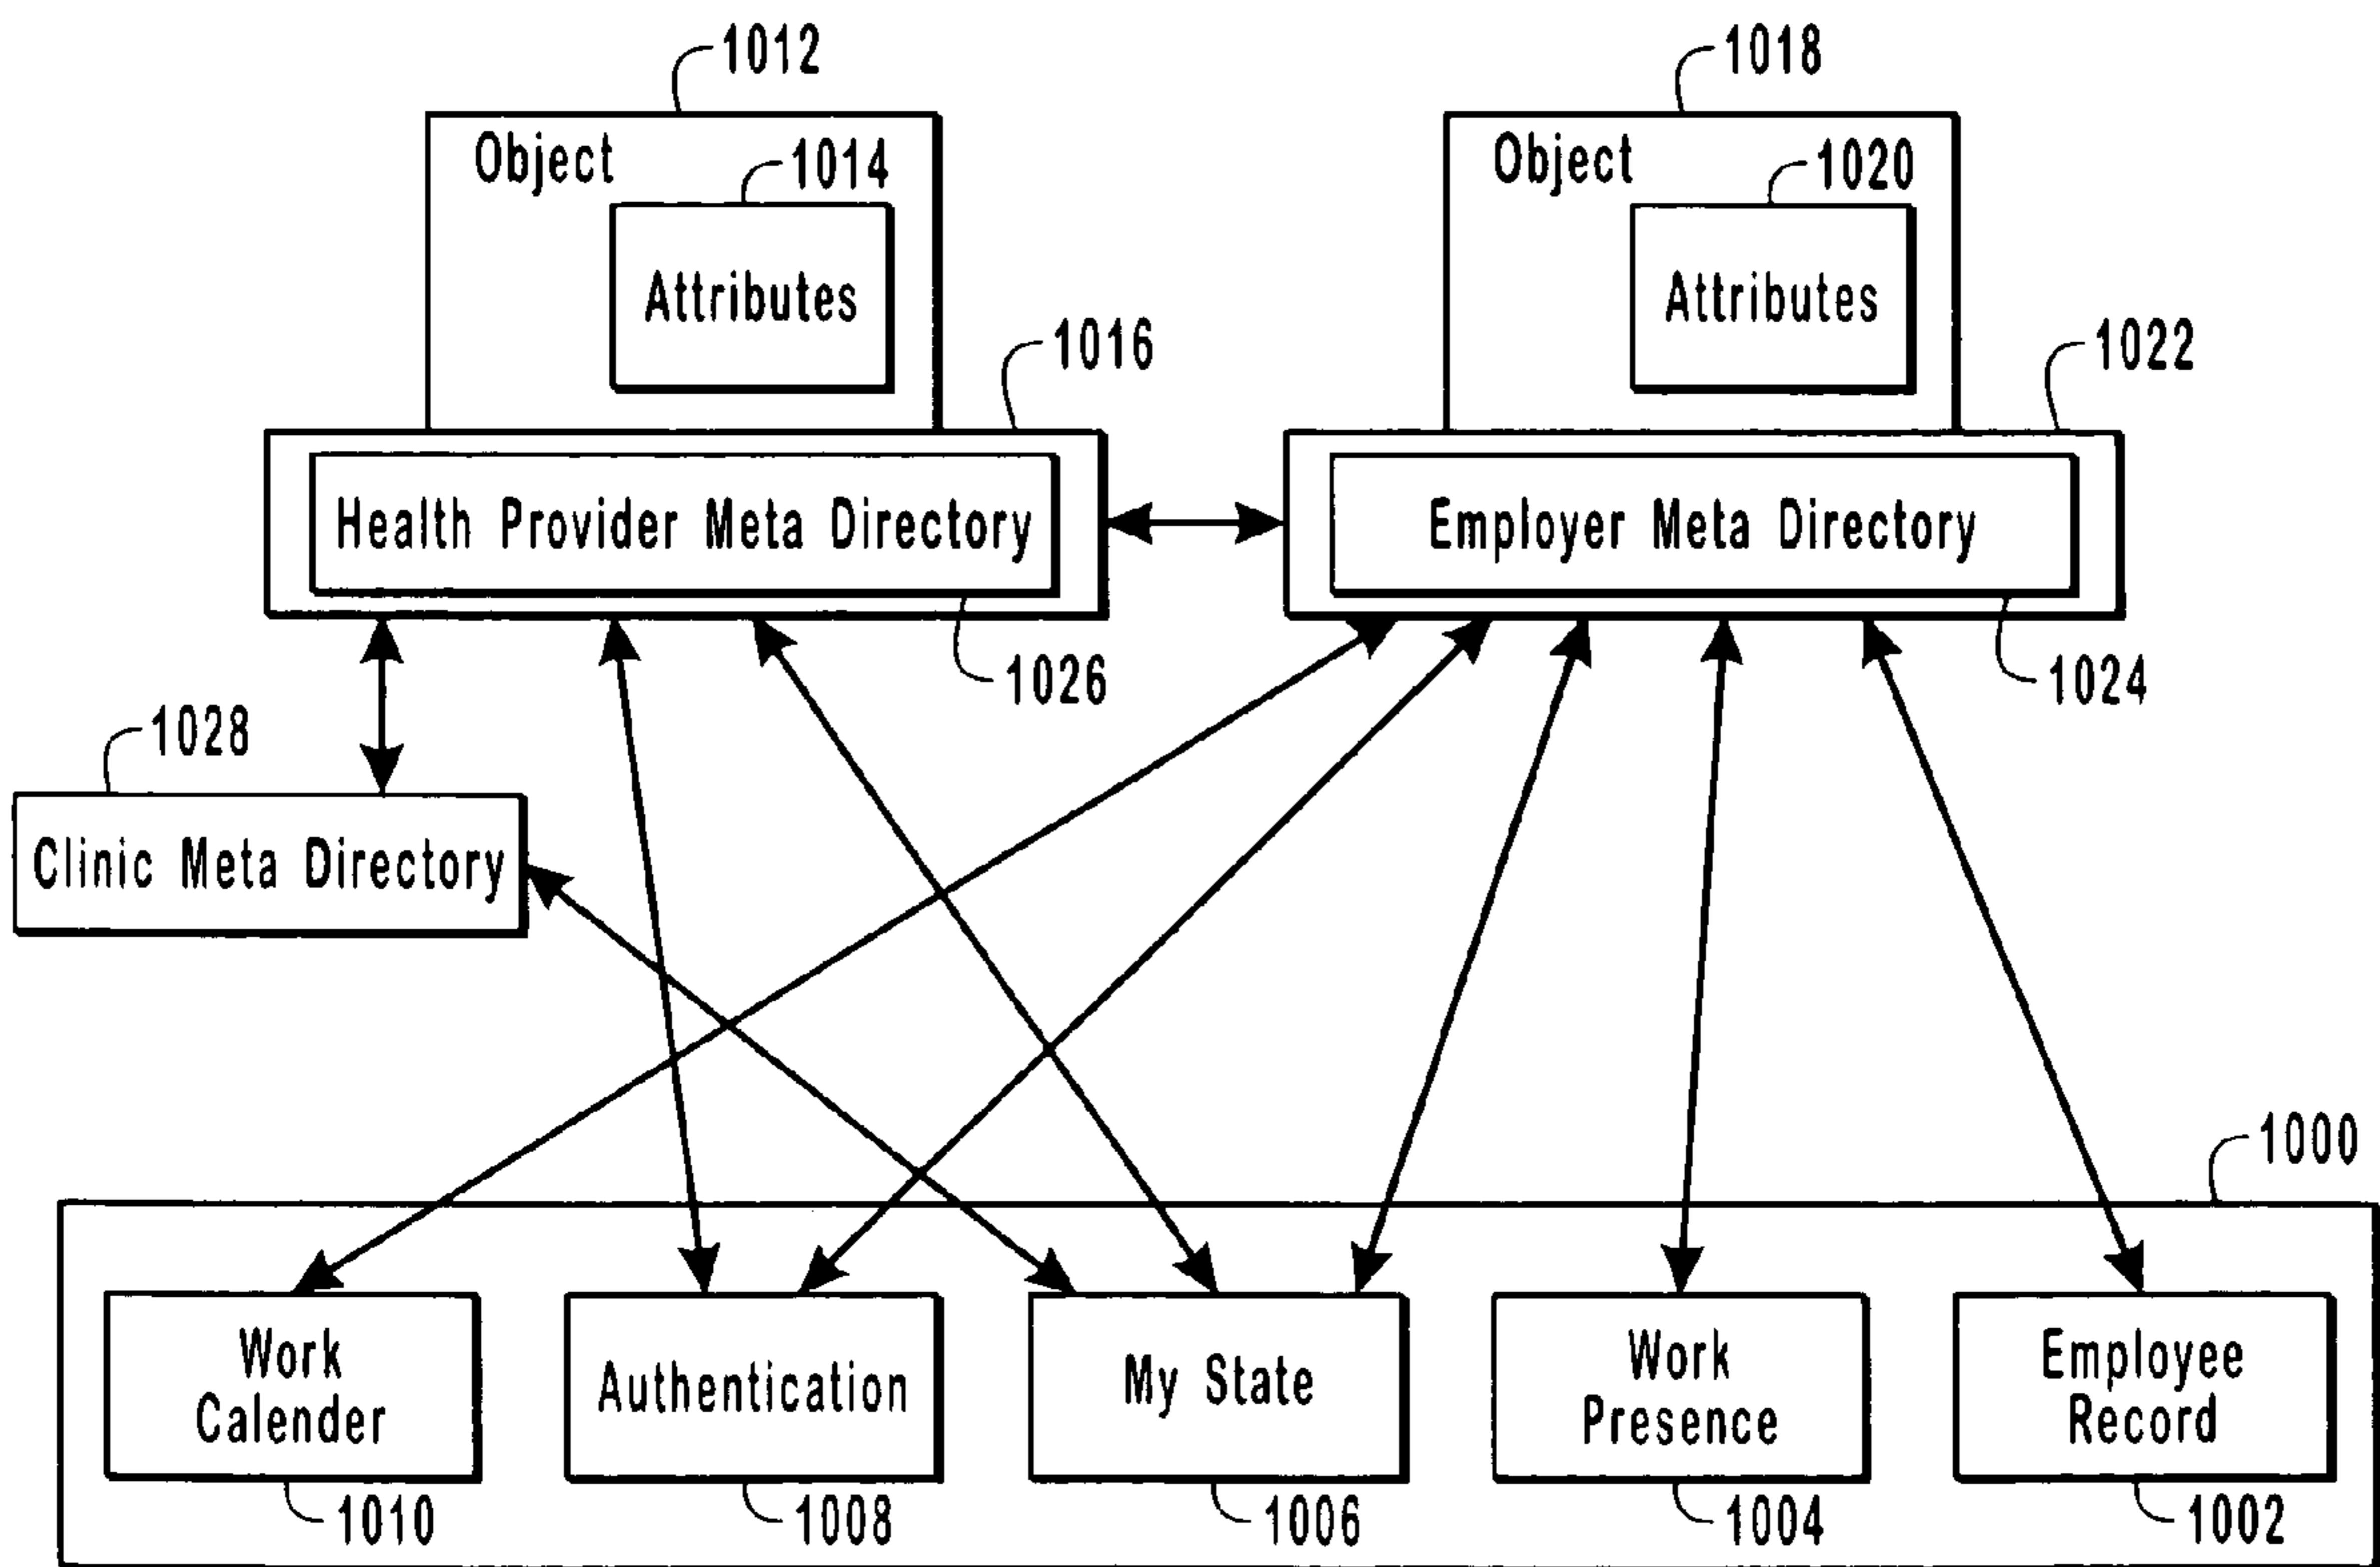 1012
1018
Object
1014
Object
1020
Attributes
Attributes
1016
1022
Health Provider Meta Directory
Employer Meta Directory
1026
1024
1028
Clinic Meta Directory
1000
Work
Calender
Authentication
My State
Work
Presence
Employee
Record
1010
1008
1006
1004
1002